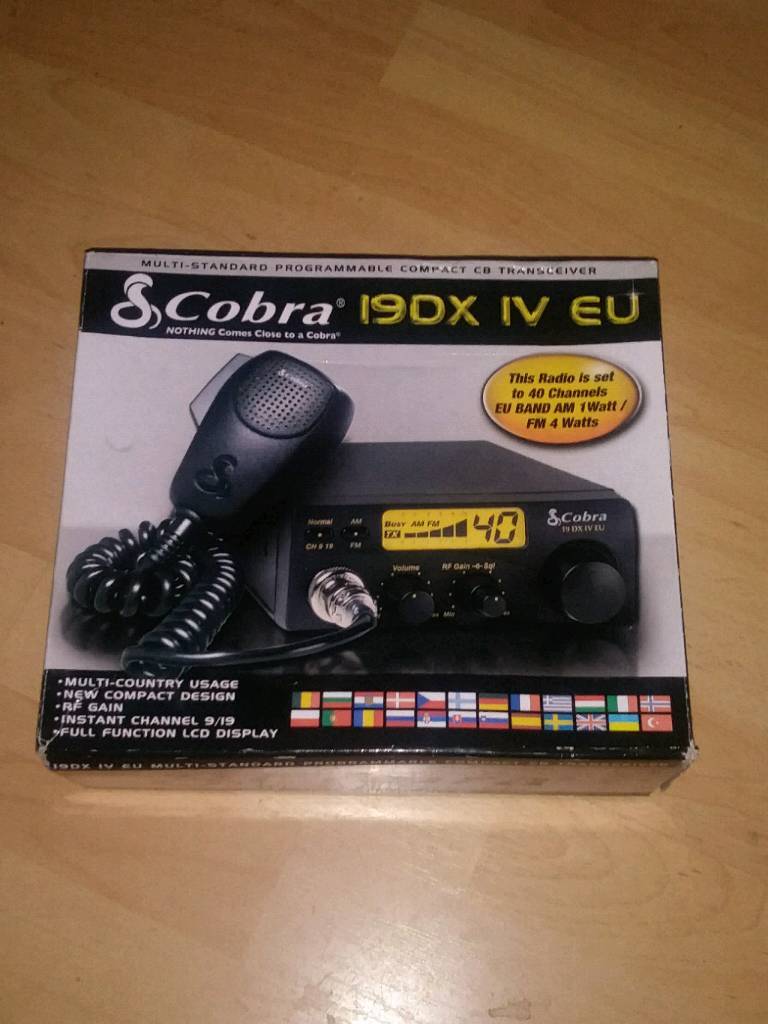 MULTI-STANDARD PROGRAMMABLE COMPACT CB TRANSCEIVER
Cobra® 19DX IV EU
NOTHING Comes Close to a Cobra®
This Radio is set
to 40 Channels
EU BAND AM 1Watt /
FM 4 Watts
Cobra
Normal AM
CH 9 19 FM
BUSY AM FM
TX 40
Cobra
19 DX IV EU
Volume RF Gain Sql
Min
•MULTI-COUNTRY USAGE
•NEW COMPACT DESIGN
•RF GAIN
•INSTANT CHANNEL 9/19
•FULL FUNCTION LCD DISPLAY
19DX IV EU MULTI-STANDARD PROGRAMMABLE